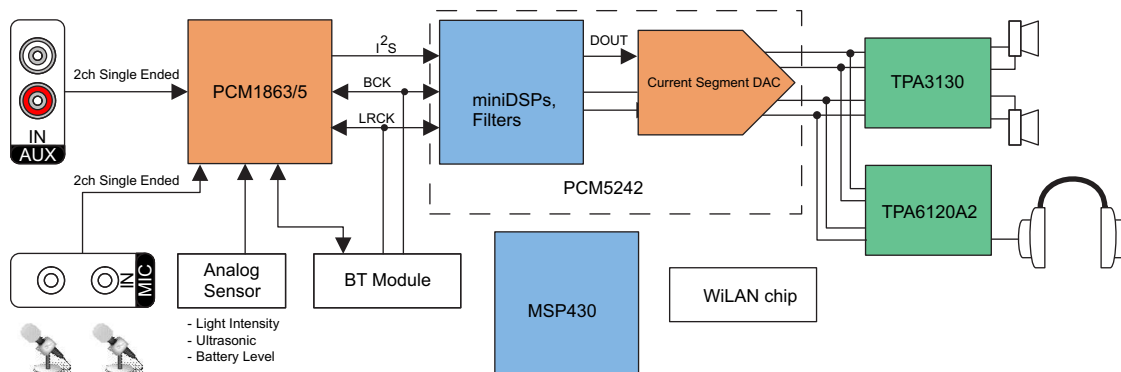 2ch Single Ended
IN
AUX
PCM1863/5
I2S
BCK
LRCK
miniDSPs,
Filters
DOUT
Current Segment DAC
PCM5242
TPA3130
TPA6120A2
2ch Single Ended
IN
MIC
Analog
Sensor
- Light Intensity
- Ultrasonic
- Battery Level
BT Module
MSP430
WiLAN chip